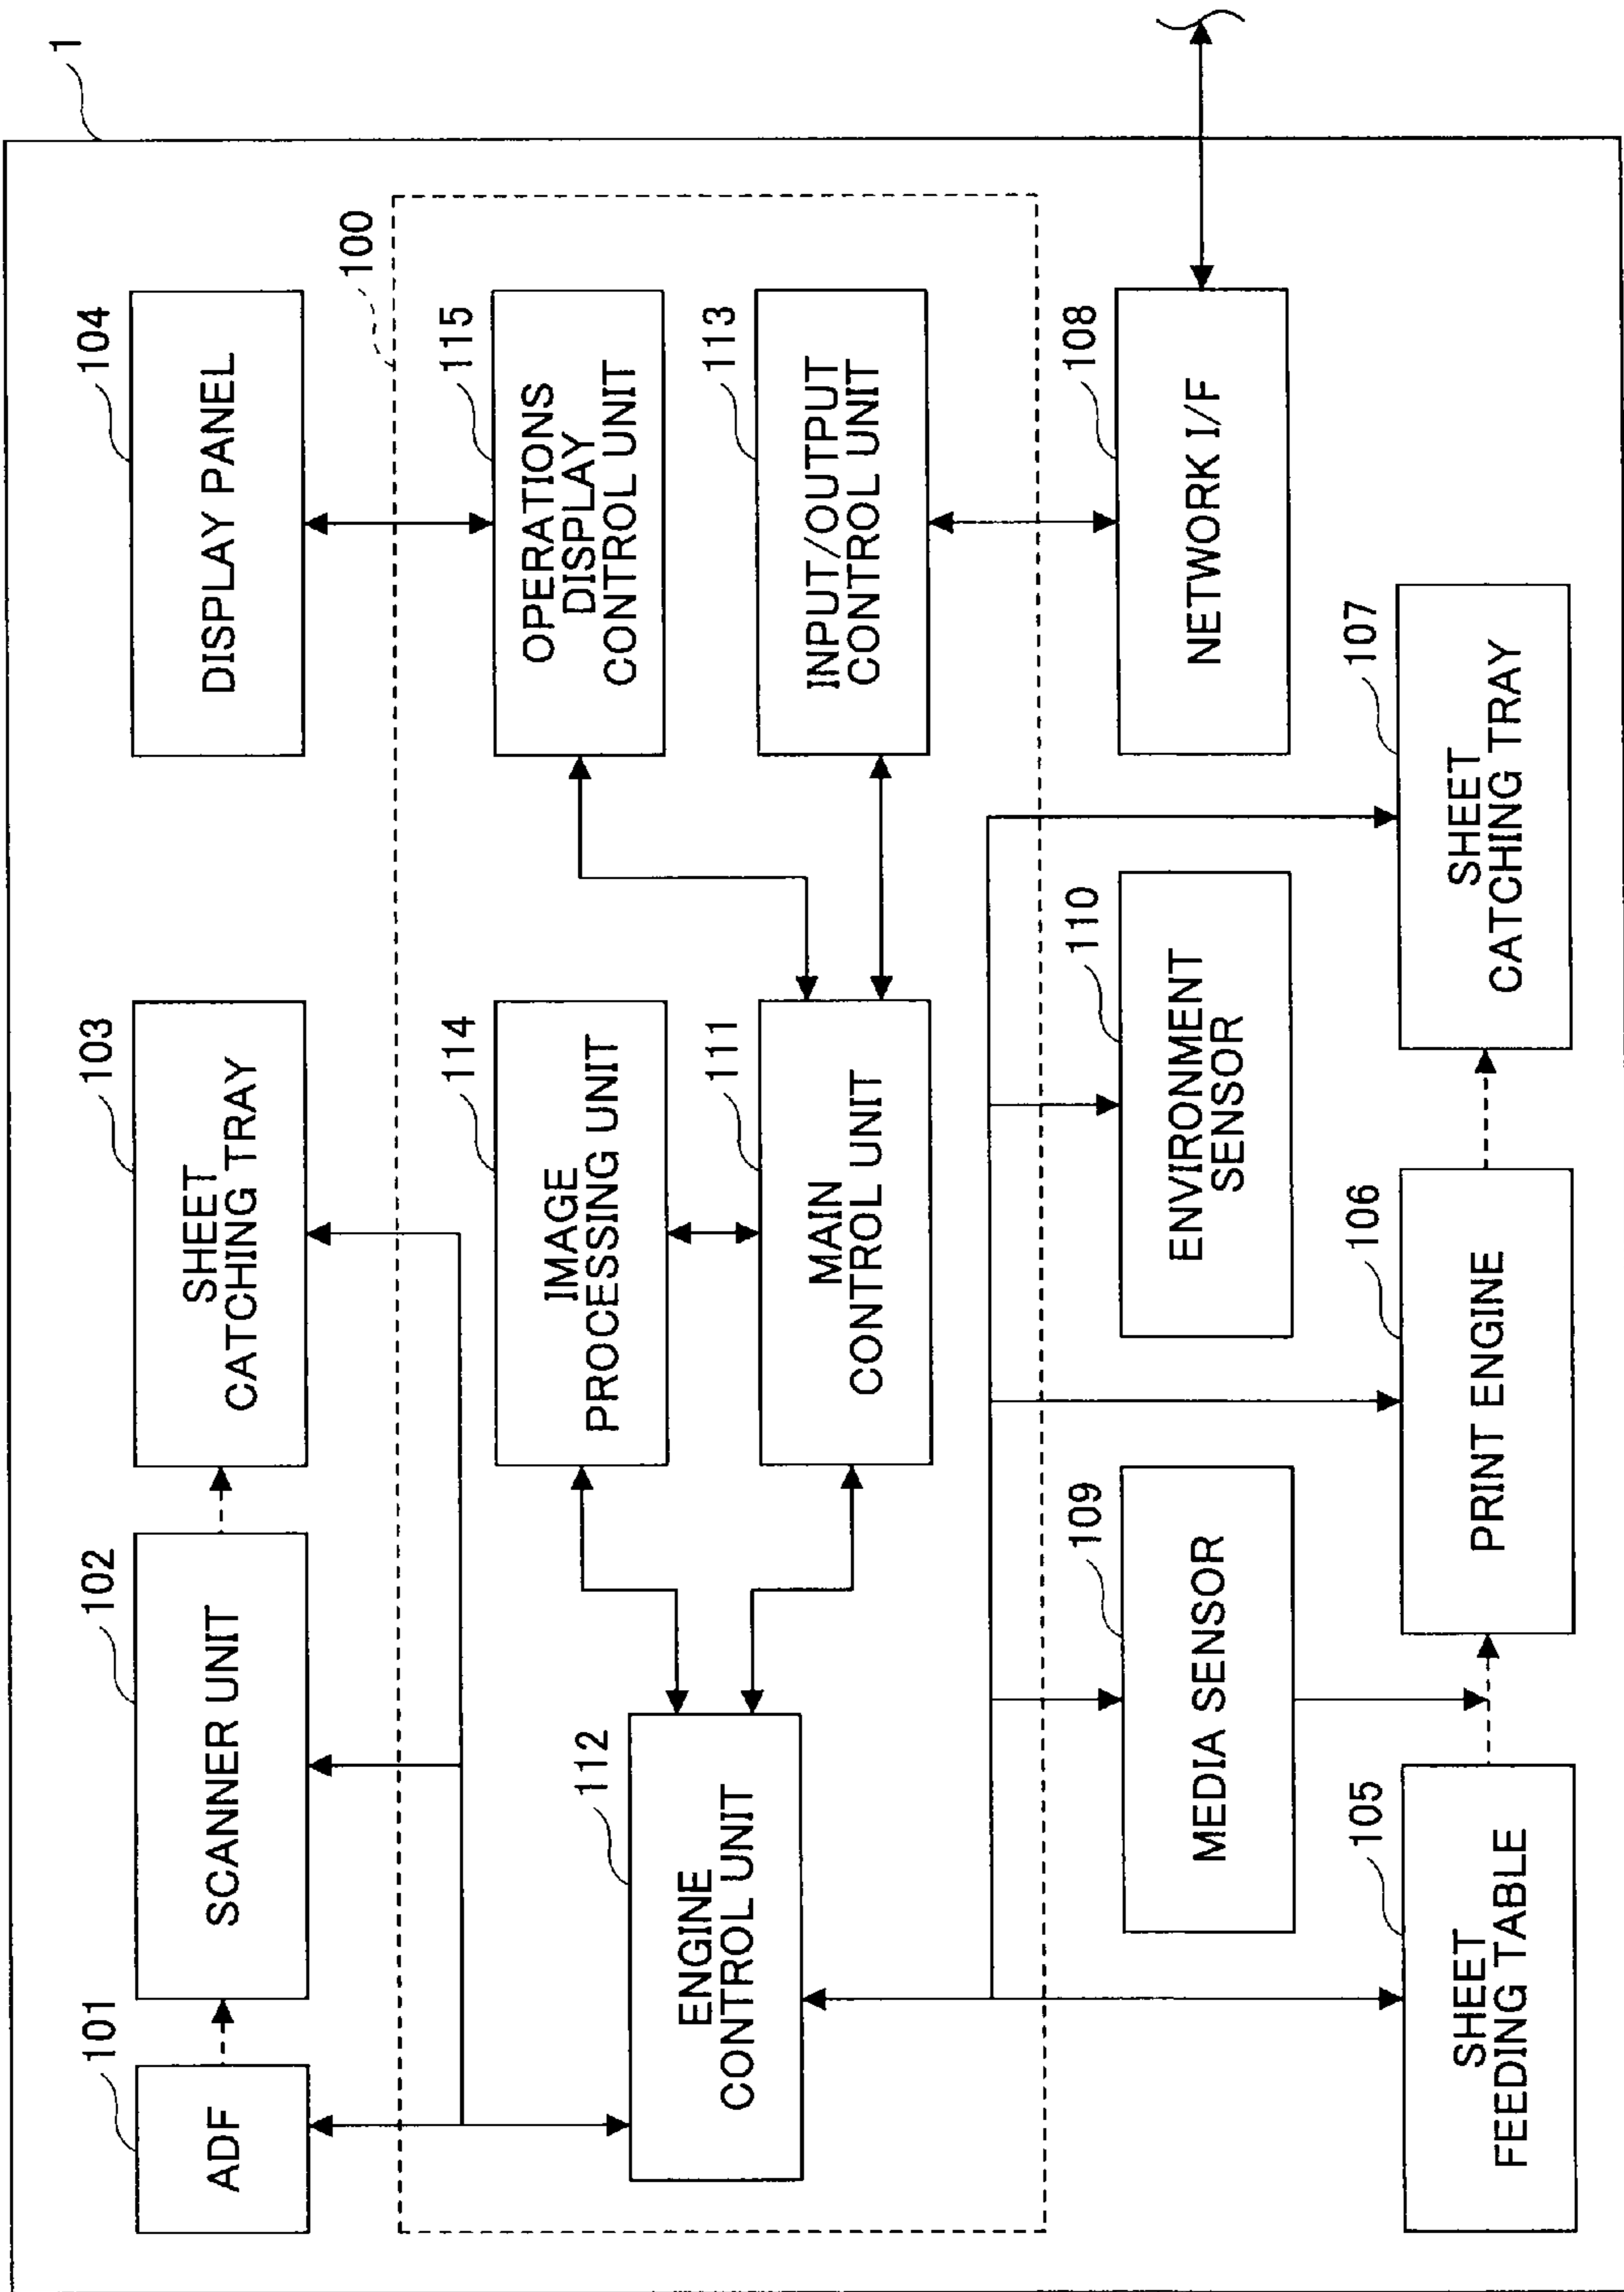 1
101
ADF
102
SCANNER UNIT
103
SHEET
CATCHING TRAY
104
DISPLAY PANEL
100
112
ENGINE
CONTROL UNIT
114
IMAGE
PROCESSING UNIT
115
OPERATIONS
DISPLAY
CONTROL UNIT
111
MAIN
CONTROL UNIT
113
INPUT/OUTPUT
CONTROL UNIT
109
MEDIA SENSOR
110
ENVIRONMENT
SENSOR
108
NETWORK I/F
105
SHEET
FEEDING TABLE
106
PRINT ENGINE
107
SHEET
CATCHING TRAY